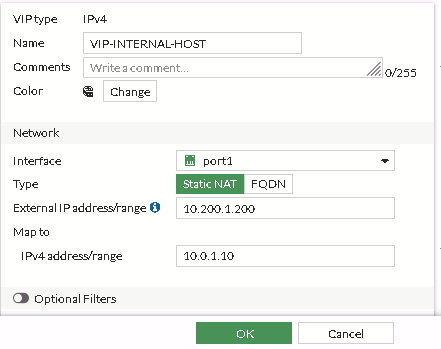 VIP type IPv4
Name VIP-INTERNAL-HOST
Comments Write a comment... 0/255
Color Change
Network
Interface port1
Type Static NAT FQDN
External IP address/range 10.200.1.200
Map to
IPv4 address/range 10.0.1.10
Optional Filters
OK Cancel